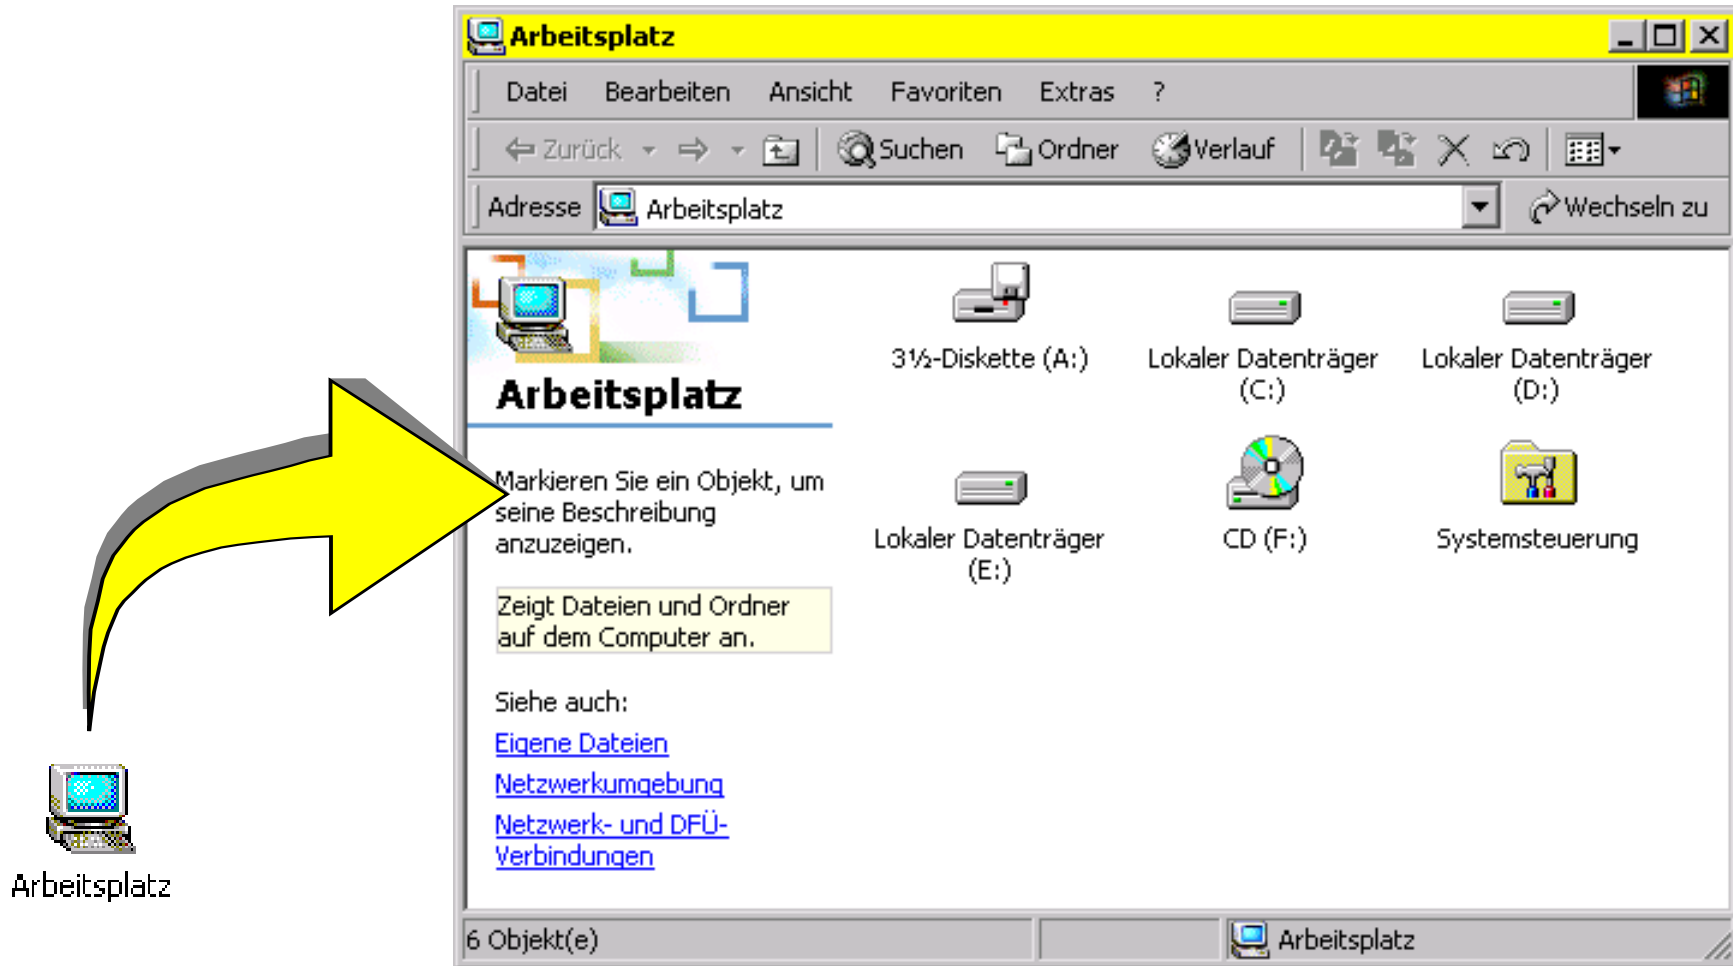 Arbeitsplatz
Datei Bearbeiten Ansicht Favoriten Extras ?
Zurück Suchen Ordner Verlauf
Adresse Arbeitsplatz Wechseln zu
Arbeitsplatz
Markieren Sie ein Objekt, um
seine Beschreibung
anzuzeigen.
Zeigt Dateien und Ordner
auf dem Computer an.
Siehe auch:
Eigene Dateien
Netzwerkumgebung
Netzwerk- und DFÜ-
Verbindungen
3½-Diskette (A:)
Lokaler Datenträger
(C:)
Lokaler Datenträger
(D:)
Lokaler Datenträger
(E:)
CD (F:)
Systemsteuerung
6 Objekt(e)
Arbeitsplatz
Arbeitsplatz